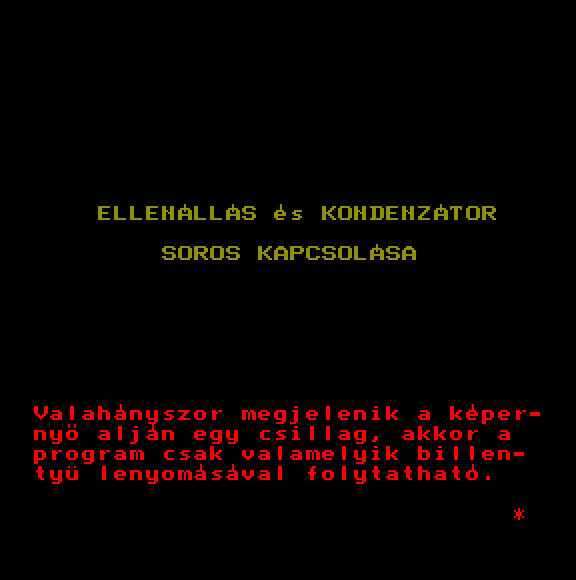 ELLENÁLLÁS és KONDENZÁTOR
SOROS KAPCSOLÁSA
Valahányszor megjelenik a képer-
nyö alján egy csillag, akkor a
program csak valamelyik billen-
tyü lenyomásával folytatható.
*